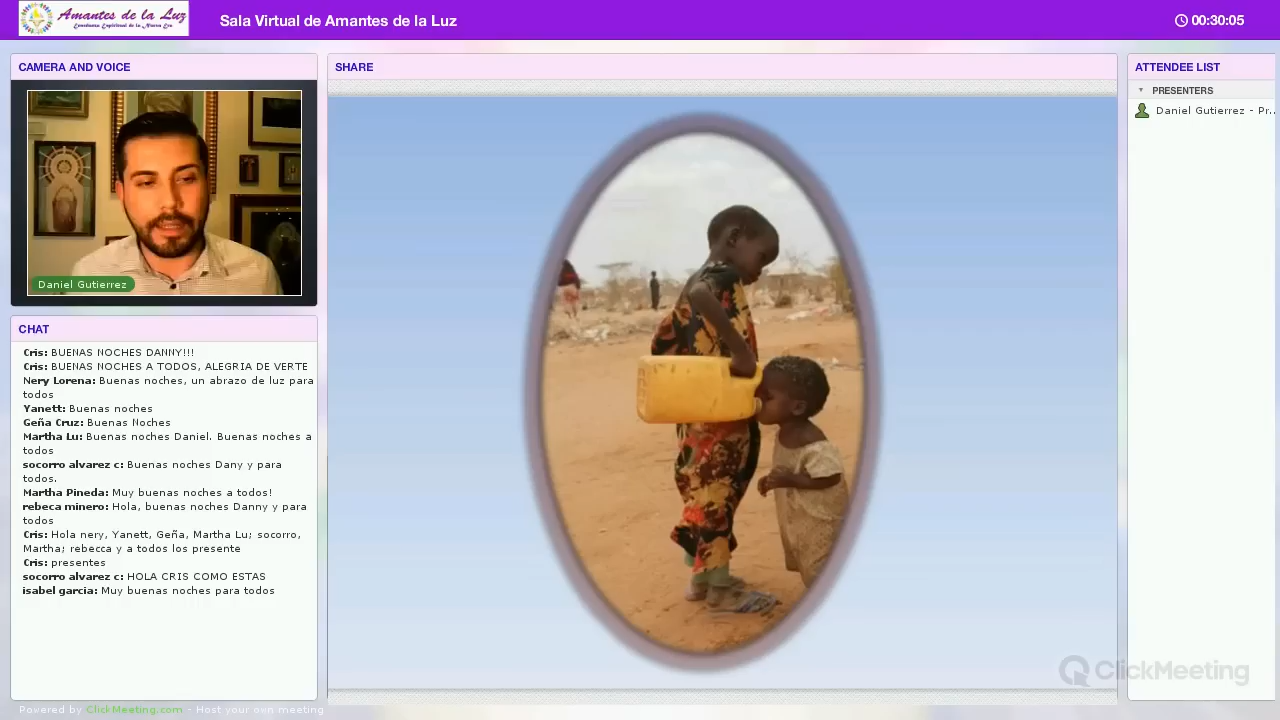 Amantes de la Luz
Enseñanza Espiritual de la Nueva Era
Sala Virtual de Amantes de la Luz
00:30:05
CAMERA AND VOICE
Daniel Gutierrez
CHAT
Cris: BUENAS NOCHES DANNY!!!
Cris: BUENAS NOCHES A TODOS, ALEGRIA DE VERTE
Nery Lorena: Buenas noches, un abrazo de luz para
todos
Yanett: Buenas noches
Geña Cruz: Buenas Noches
Martha Lu: Buenas noches Daniel. Buenas noches a
todos
socorro alvarez c: Buenas noches Dany y para
todos.
Martha Pineda: Muy buenas noches a todos!
rebeca minero: Hola, buenas noches Danny y para
todos
Cris: Hola nery, Yanett, Geña, Martha Lu; socorro,
Martha; rebecca y a todos los presente
Cris: presentes
socorro alvarez c: HOLA CRIS COMO ESTAS
isabel garcia: Muy buenas noches para todos
SHARE
ATTENDEE LIST
PRESENTERS
Daniel Gutierrez - Pr...
ClickMeeting
Powered by ClickMeeting.com - Host your own meeting